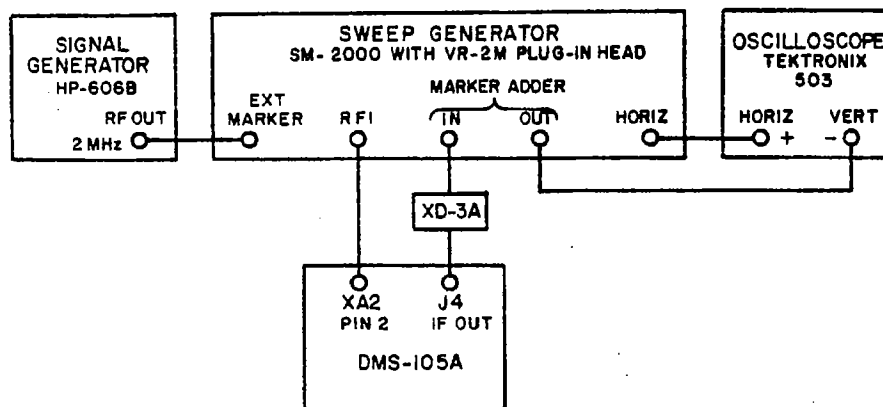 SIGNAL
GENERATOR
HP-606B
RF OUT
2 MHz
SWEEP GENERATOR
SM-2000 WITH VR-2M PLUG-IN HEAD
MARKER ADDER
EXT
MARKER
RF1
IN
OUT
HORIZ
OSCILLOSCOPE
TEKTRONIX
503
HORIZ
+
VERT
-
XD-3A
XA2
PIN 2
J4
IF OUT
DMS-105A